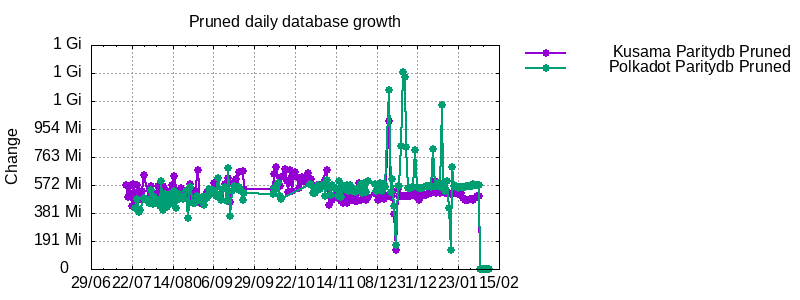 Pruned daily database growth
Kusama Paritydb Pruned
Polkadot Paritydb Pruned
Change
1 Gi
1 Gi
1 Gi
954 Mi
763 Mi
572 Mi
381 Mi
191 Mi
0
29/06 22/07 14/08 06/09 29/09 22/10 14/11 08/12 31/12 23/01 15/02